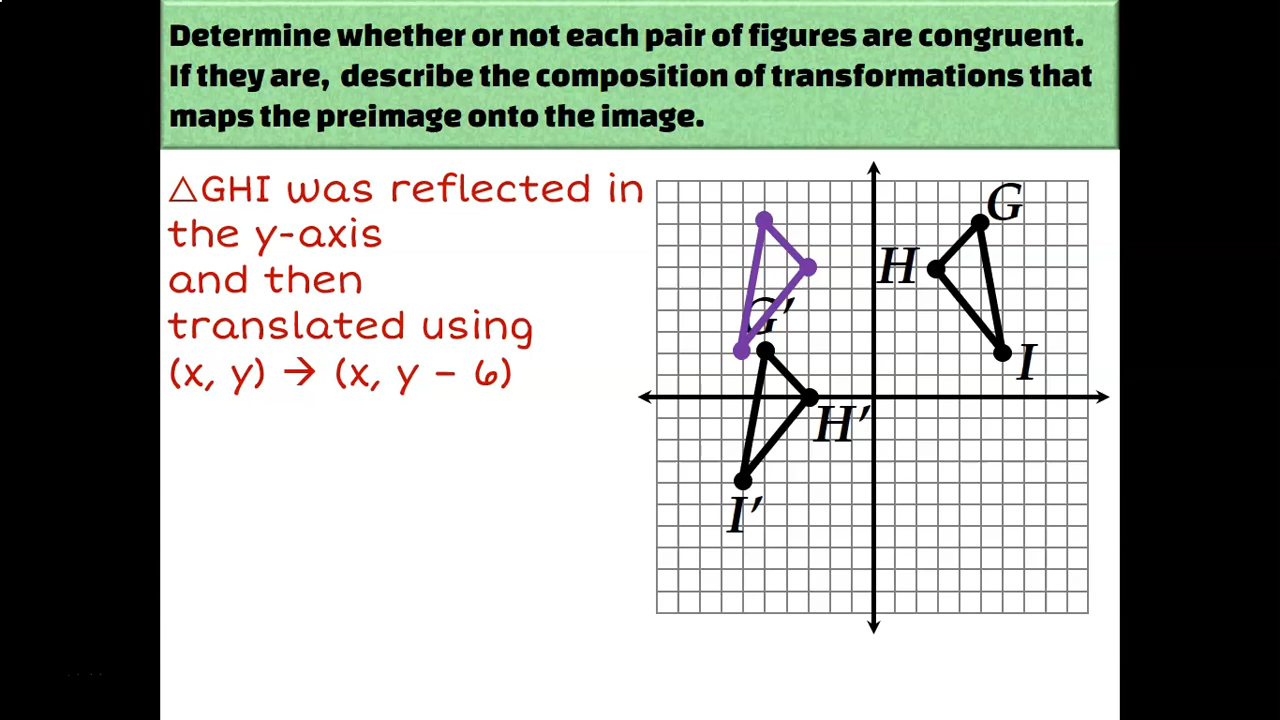 Determine whether or not each pair of figures are congruent.
If they are, describe the composition of transformations that
maps the preimage onto the image.
△GHI was reflected in
the y-axis
and then
translated using
(x, y) → (x, y − 6)
G
H
I
G′
H′
I′